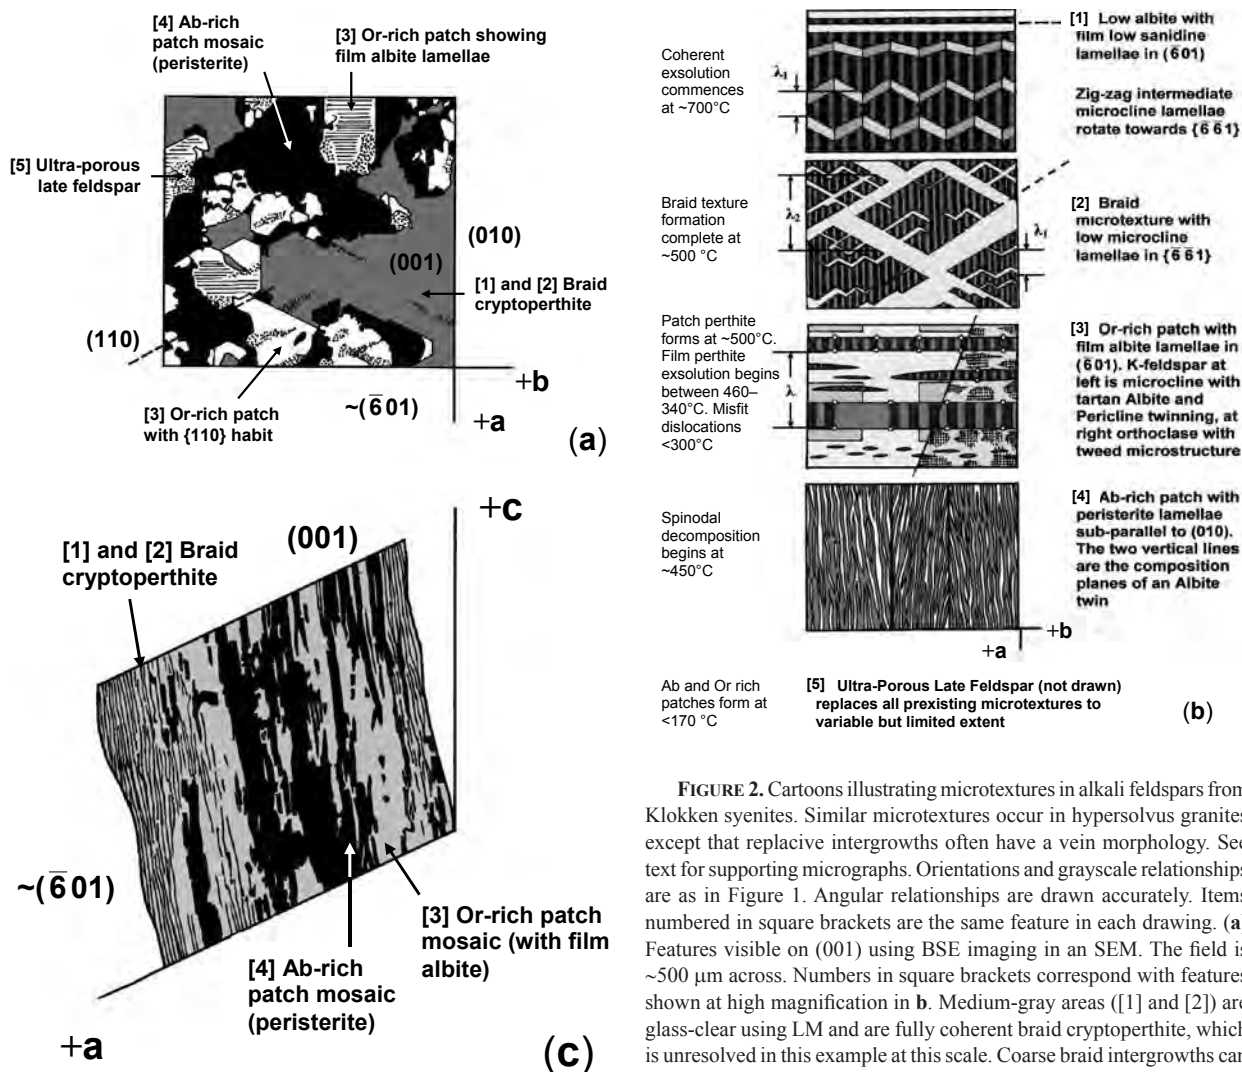 [4] Ab-rich
patch mosaic
(peristerite)
[3] Or-rich patch showing
film albite lamellae
[5] Ultra-porous
late feldspar
(010)
(001)
[1] and [2] Braid
cryptoperthite
(110)
[3] Or-rich patch
with {110} habit
~(6̅01)
+b
+a
(a)
Coherent
exsolution
commences
at ~700°C
λ₁
[1] Low albite with
film low sanidine
lamellae in (6̅01)
Zig-zag intermediate
microcline lamellae
rotate towards {6̅6̅1}
Braid texture
formation
complete at
~500 °C
λ₂
λ₁
[2] Braid
microtexture with
low microcline
lamellae in {6̅6̅1}
Patch perthite
forms at ~500°C.
Film perthite
exsolution begins
between 460–
340°C. Misfit
dislocations
<300°C
[3] Or-rich patch with
film albite lamellae in
(6̅01). K-feldspar at
left is microcline with
tartan Albite and
Pericline twinning, at
right orthoclase with
tweed microstructure
Spinodal
decomposition
begins at
~450°C
[4] Ab-rich patch with
peristerite lamellae
sub-parallel to (010).
The two vertical lines
are the composition
planes of an Albite
twin
+b
+a
Ab and Or rich
patches form at
<170 °C
[5] Ultra-Porous Late Feldspar (not drawn)
replaces all prexisting microtextures to
variable but limited extent
(b)
+c
(001)
[1] and [2] Braid
cryptoperthite
~(6̅01)
[3] Or-rich patch
mosaic (with film
albite)
[4] Ab-rich
patch mosaic
(peristerite)
+a
(c)
FIGURE 2. Cartoons illustrating microtextures in alkali feldspars from
Klokken syenites. Similar microtextures occur in hypersolvus granites
except that replacive intergrowths often have a vein morphology. See
text for supporting micrographs. Orientations and grayscale relationships
are as in Figure 1. Angular relationships are drawn accurately. Items
numbered in square brackets are the same feature in each drawing. (a
Features visible on (001) using BSE imaging in an SEM. The field is
~500 μm across. Numbers in square brackets correspond with features
shown at high magnification in b. Medium-gray areas ([1] and [2]) are
glass-clear using LM and are fully coherent braid cryptoperthite, which
is unresolved in this example at this scale. Coarse braid intergrowths can